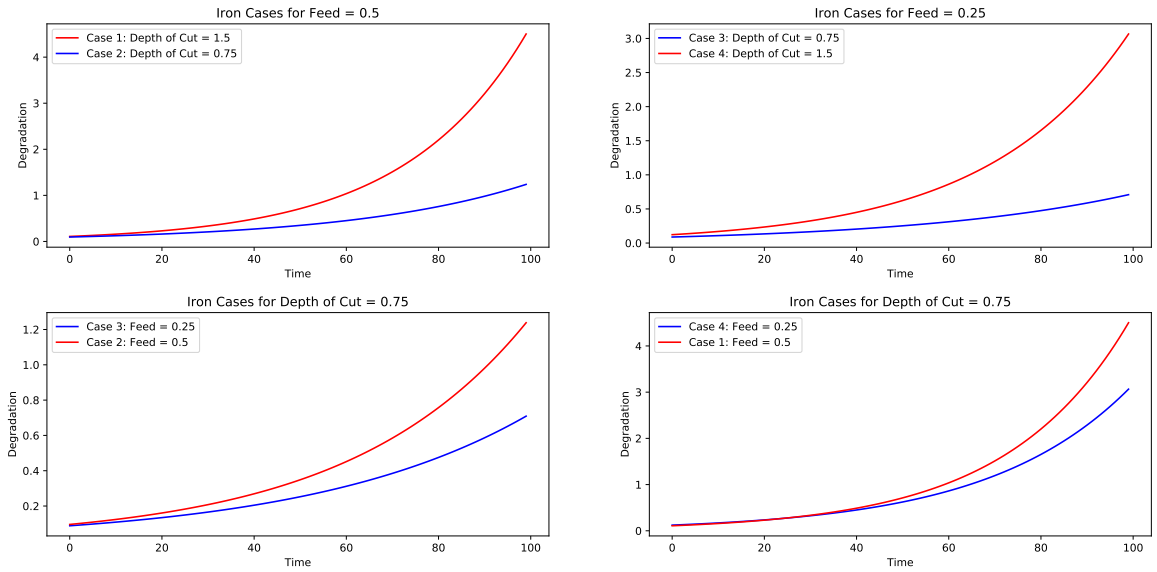 Iron Cases for Feed = 0.5
Case 1: Depth of Cut = 1.5
Case 2: Depth of Cut = 0.75
4
3
2
1
0
Degradation
0 20 40 60 80 100
Time
Iron Cases for Feed = 0.25
Case 3: Depth of Cut = 0.75
Case 4: Depth of Cut = 1.5
3.0
2.5
2.0
1.5
1.0
0.5
0.0
Degradation
0 20 40 60 80 100
Time
Iron Cases for Depth of Cut = 0.75
Case 3: Feed = 0.25
Case 2: Feed = 0.5
1.2
1.0
0.8
0.6
0.4
0.2
Degradation
0 20 40 60 80 100
Time
Iron Cases for Depth of Cut = 0.75
Case 4: Feed = 0.25
Case 1: Feed = 0.5
4
3
2
1
0
Degradation
0 20 40 60 80 100
Time